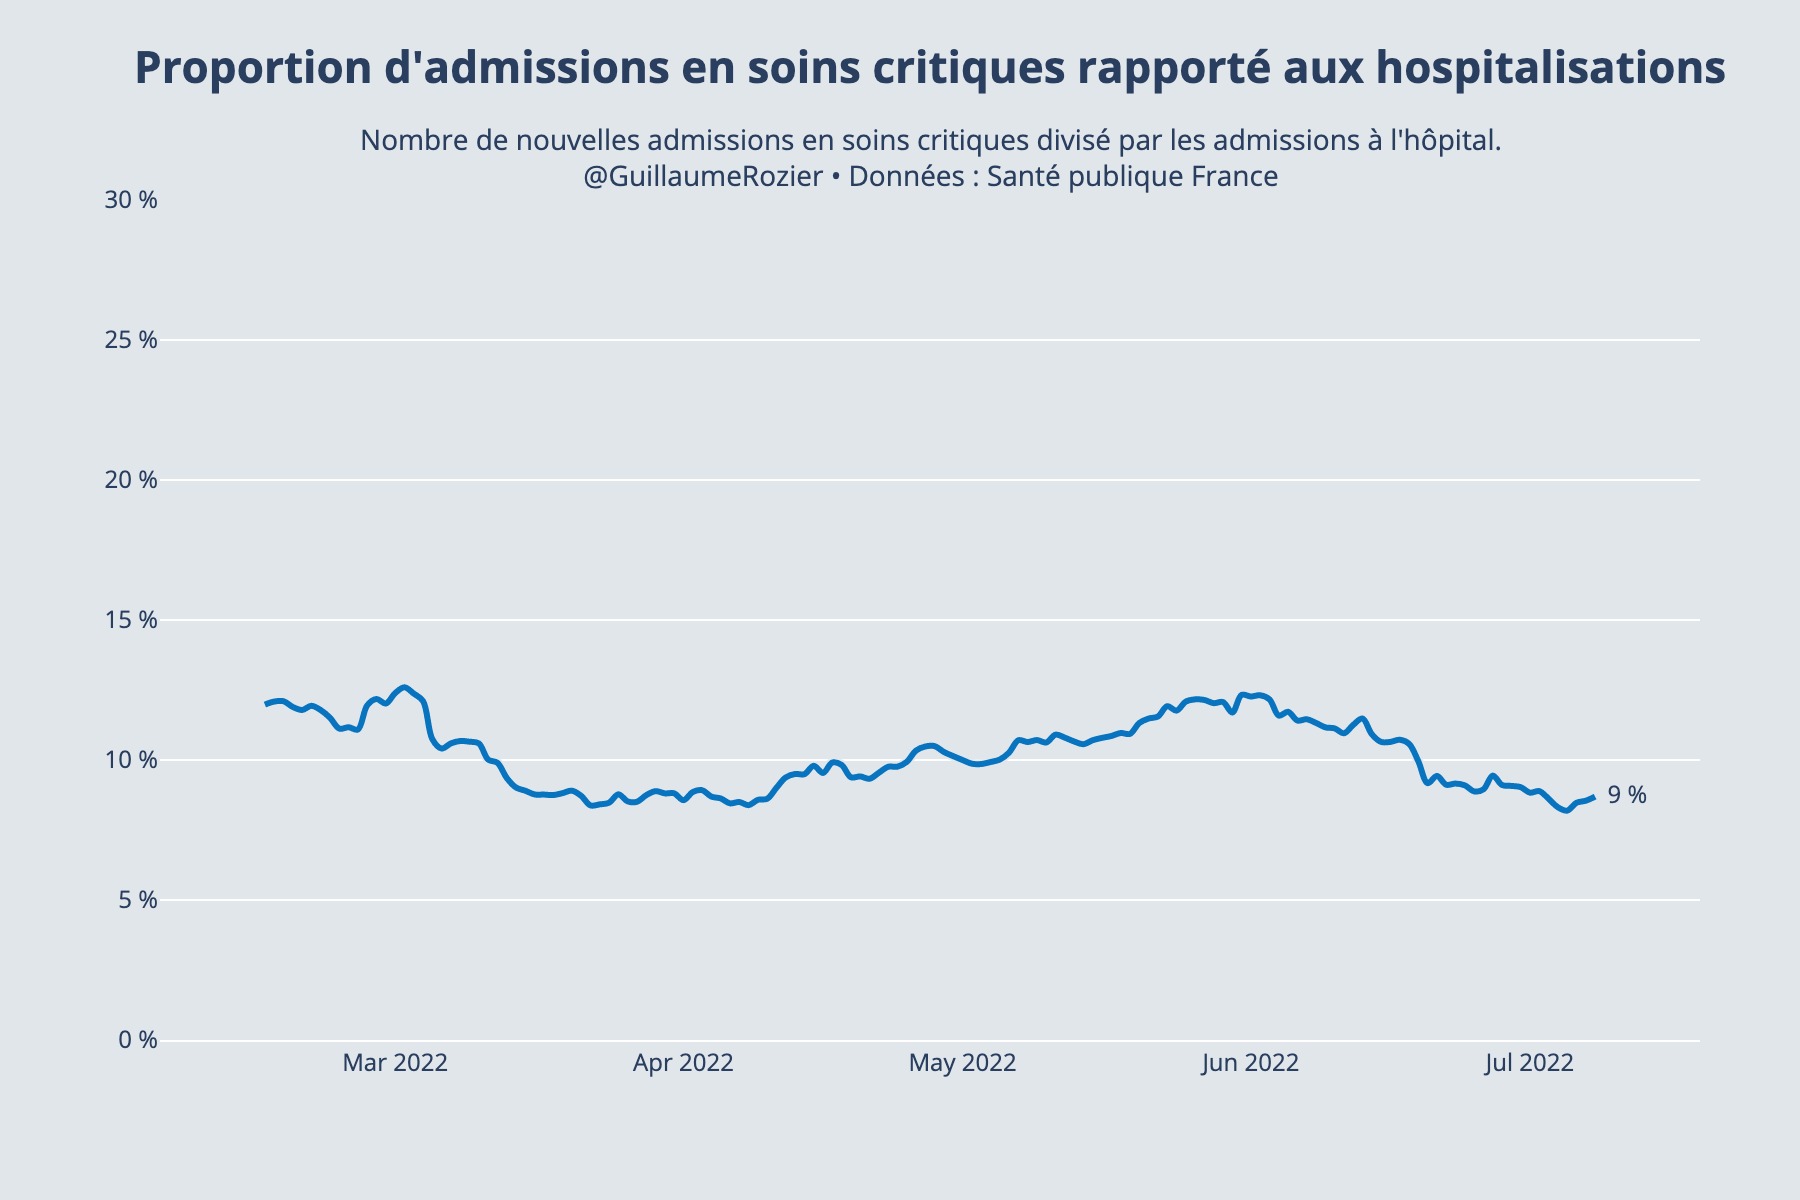 Proportion d'admissions en soins critiques rapporté aux hospitalisations
Nombre de nouvelles admissions en soins critiques divisé par les admissions à l'hôpital.
@GuillaumeRozier • Données : Santé publique France
30 %
25 %
20 %
15 %
10 %
9 %
5 %
0 %
Mar 2022
Apr 2022
May 2022
Jun 2022
Jul 2022